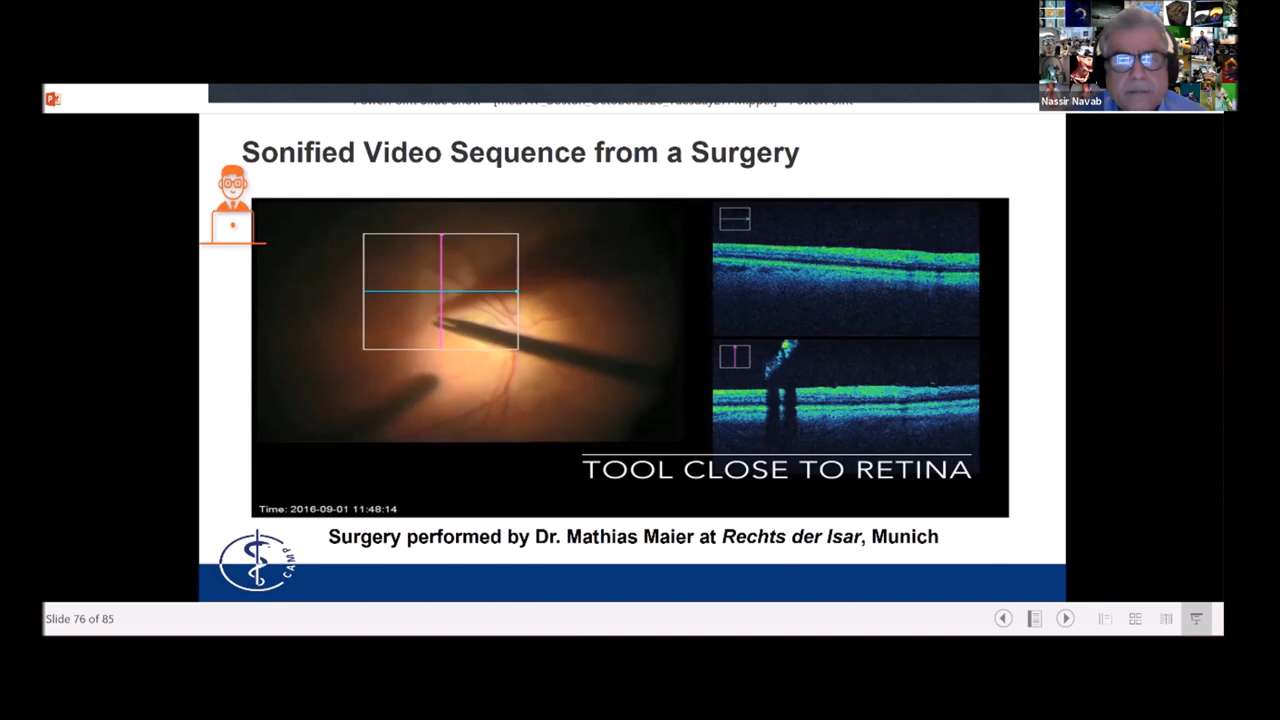 Nassir Navab
Sonified Video Sequence from a Surgery
TOOL CLOSE TO RETINA
Time: 2016-09-01 11:48:14
Surgery performed by Dr. Mathias Maier at Rechts der Isar, Munich
CAMP
Slide 76 of 85